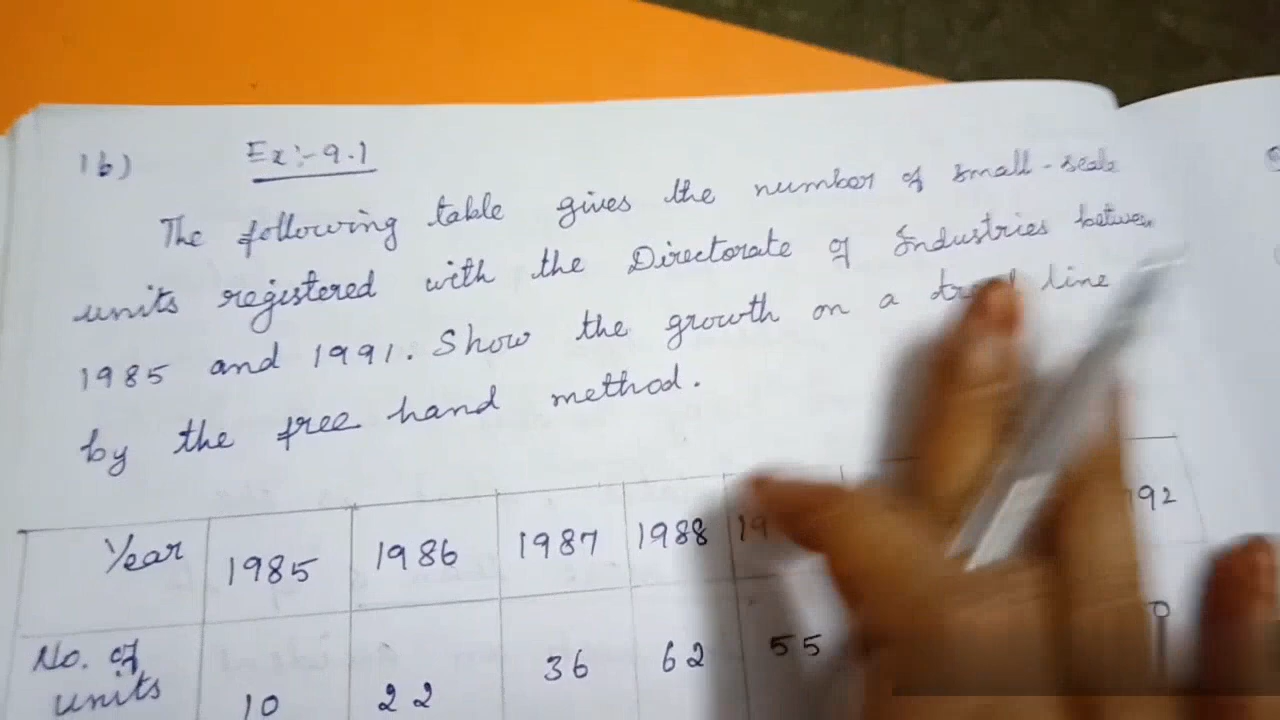 1b) Ex:- 9.1
The following table gives the number of small-scale
units registered with the Directorate of Industries between
1985 and 1991. Show the growth on a line
by the free hand method.
Year 1985 1986 1987 1988
No. of
units 10 22 36 62 55